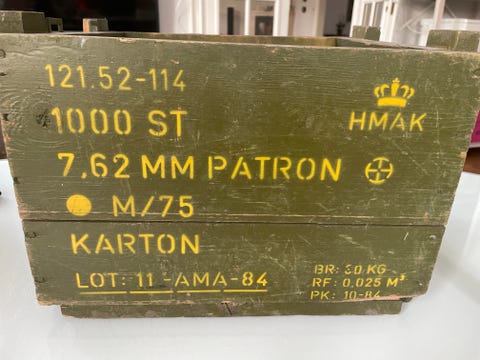 121.52-114
1000 ST
HMAK
7,62 MM PATRON
M/75
KARTON
LOT: 11-AMA-84
BR: 30 KG
RF: 0.025 M³
PK: 10-84